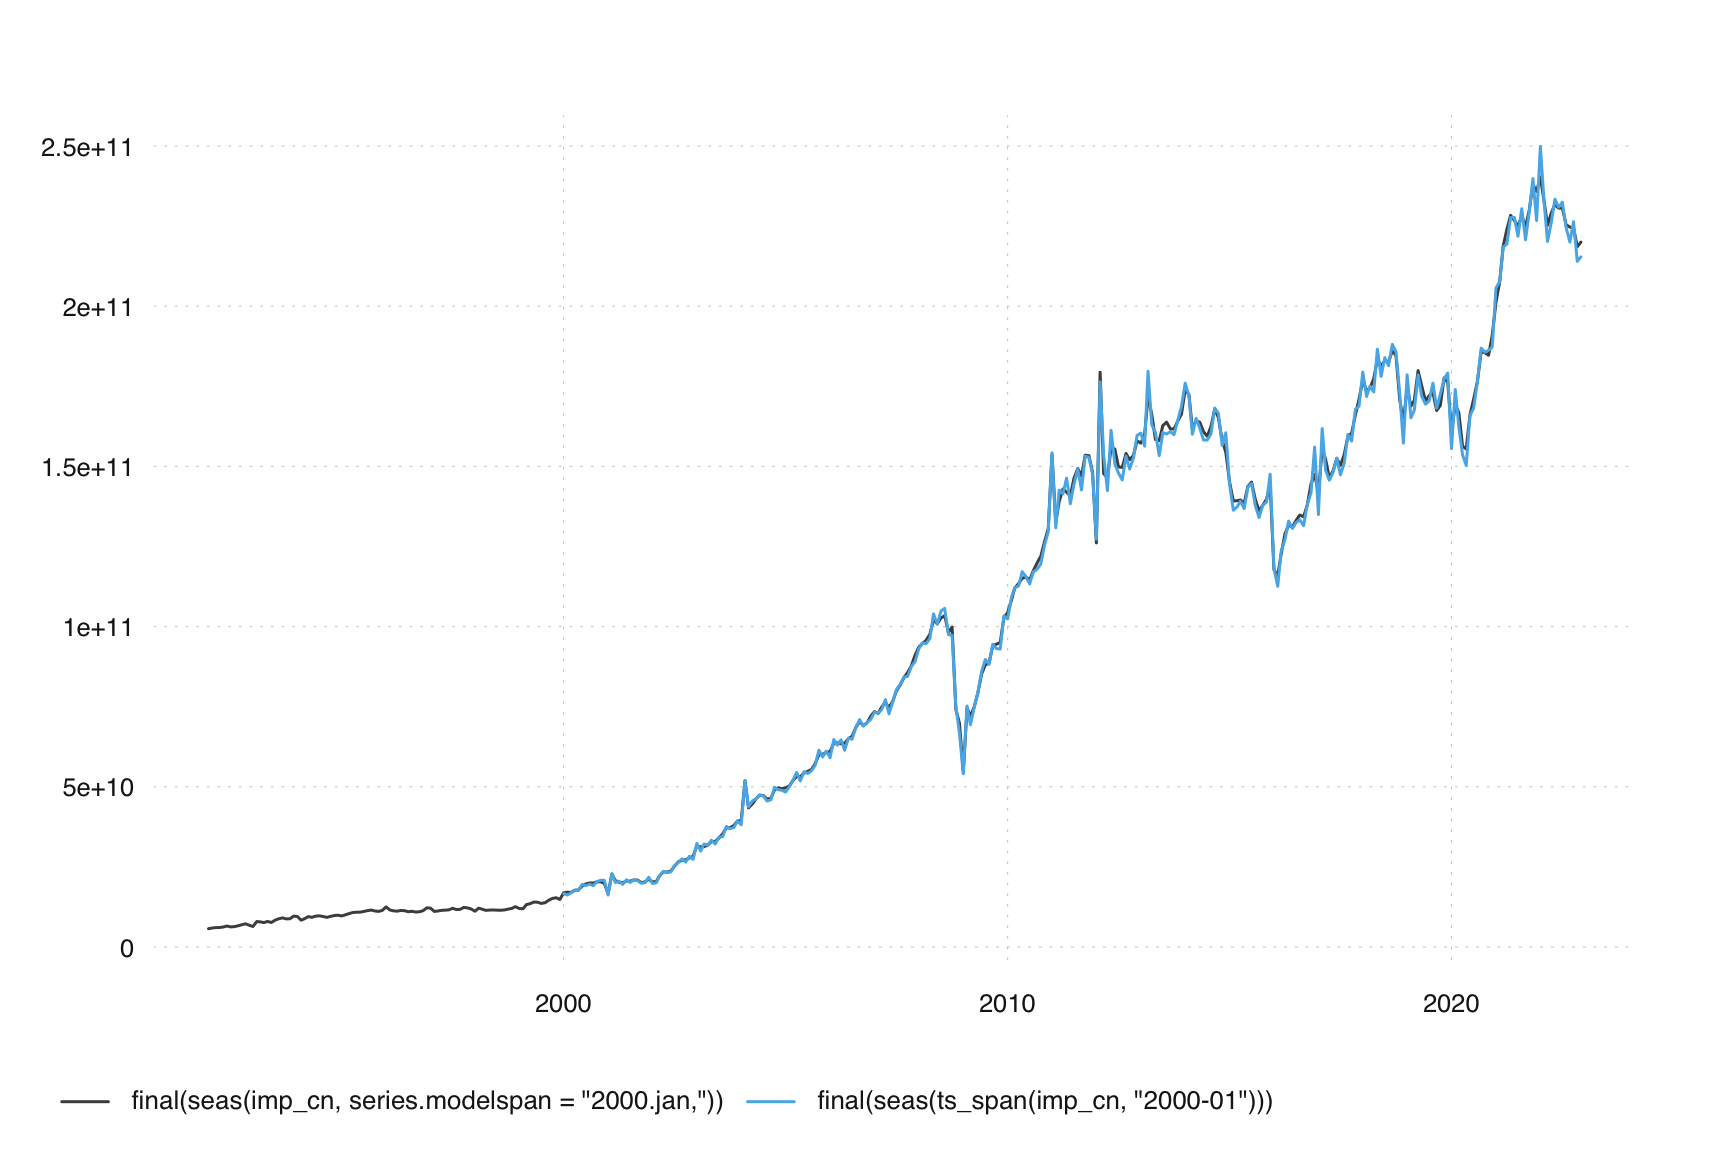 2.5e+11
2e+11
1.5e+11
1e+11
5e+10
0
2000 2010 2020
final(seas(imp_cn, series.modelspan = "2000.jan,")) final(seas(ts_span(imp_cn, "2000-01")))